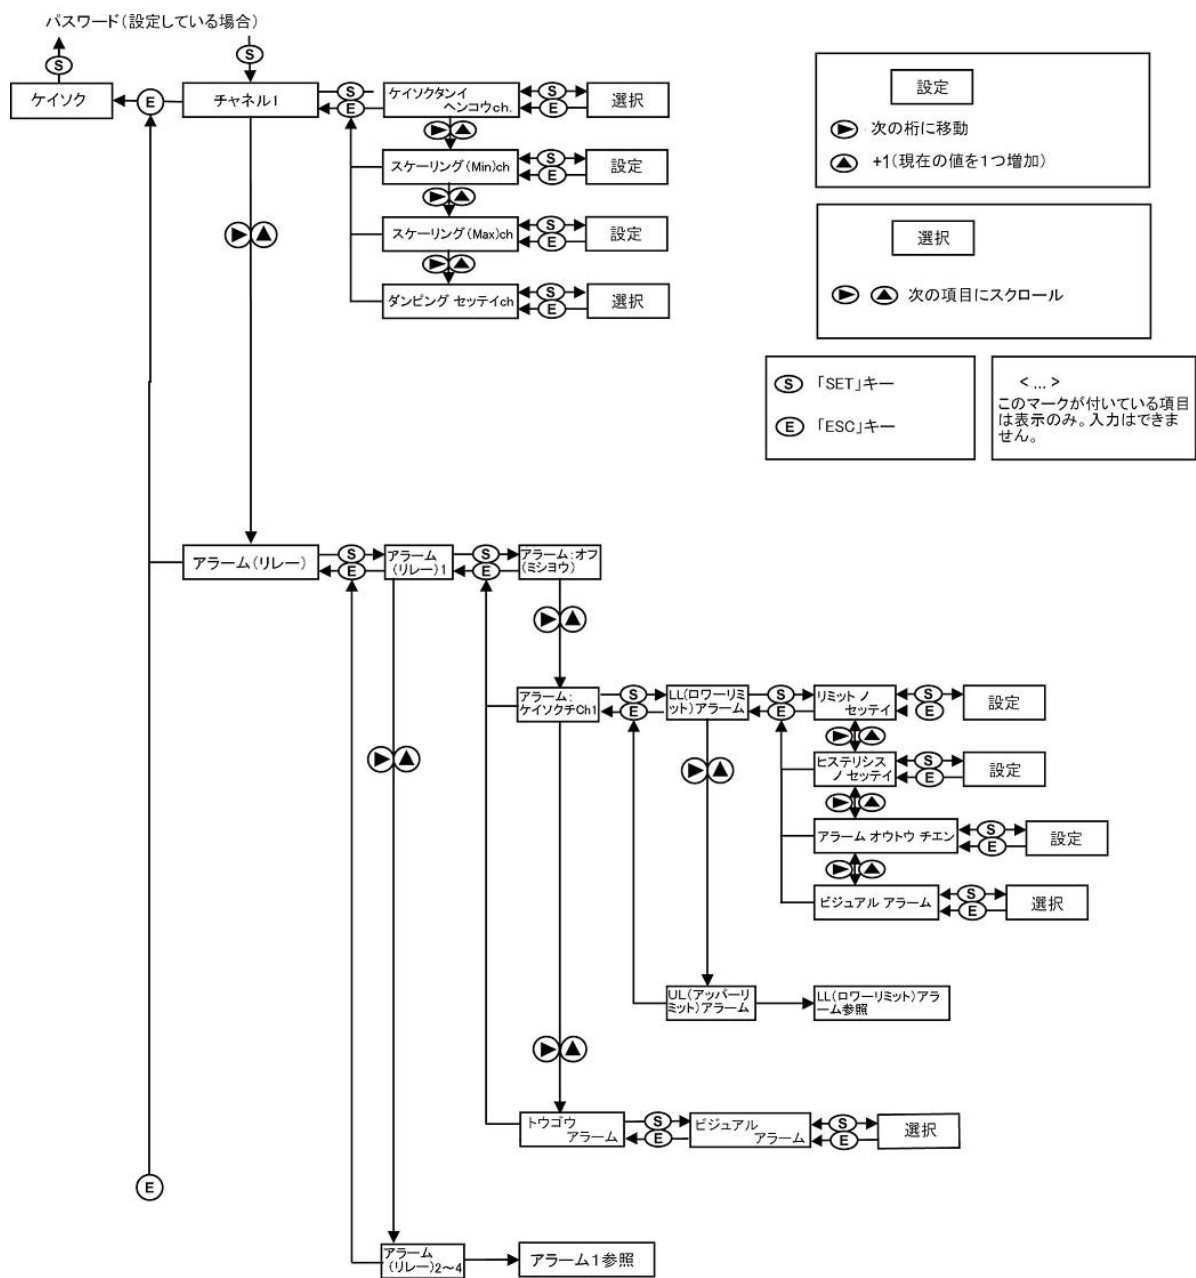 パスワード(設定している場合)
S
S
ケイソク
E
チャネル1
S
E
ケイソクタンイ
ヘンコウch.
S
E
選択
スケーリング(Min)ch
S
E
設定
スケーリング(Max)ch
S
E
設定
ダンピング セッテイch
S
E
選択
設定
次の桁に移動
+1(現在の値を1つ増加)
選択
次の項目にスクロール
S 「SET」キー
E 「ESC」キー
< ... >
このマークが付いている項目
は表示のみ。入力はできま
せん。
アラーム(リレー)
S
E
アラーム
(リレー)1
S
E
アラーム:オフ
(ミショウ)
アラーム:
ケイソクチCh1
S
E
LL(ロワーリミ
ット)アラーム
S
E
リミット ノ
セッテイ
S
E
設定
ヒステリシス
ノ セッテイ
S
E
設定
アラーム オウトウ チエン
S
E
設定
ビジュアル アラーム
S
E
選択
UL(アッパーリ
ミット)アラーム
LL(ロワーリミット)アラ
ーム参照
トウゴウ
アラーム
S
E
ビジュアル
アラーム
S
E
選択
E
アラーム
(リレー)2~4
アラーム1参照